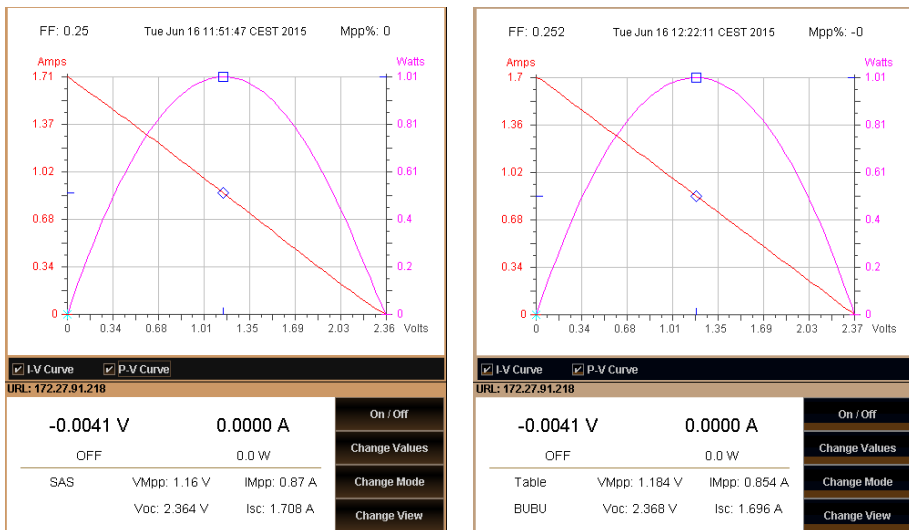 FF: 0.25 Tue Jun 16 11:51:47 CEST 2015 Mpp%: 0
Amps Watts
1.71 1.01
1.37 0.81
1.02 0.61
0.68 0.4
0.34 0.2
0 0
0 0.34 0.68 1.01 1.35 1.69 2.03 2.36 Volts
I-V Curve P-V Curve
URL: 172.27.91.218
-0.0041 V 0.0000 A
OFF 0.0 W
SAS VMpp: 1.16 V IMpp: 0.87 A
Voc: 2.364 V Isc: 1.708 A
On / Off
Change Values
Change Mode
Change View
FF: 0.252 Tue Jun 16 12:22:11 CEST 2015 Mpp%: -0
Amps Watts
1.7 1.01
1.36 0.81
1.02 0.61
0.68 0.4
0.34 0.2
0 0
0 0.34 0.68 1.01 1.35 1.69 2.03 2.37 Volts
I-V Curve P-V Curve
URL: 172.27.91.218
-0.0041 V 0.0000 A
OFF 0.0 W
Table VMpp: 1.184 V IMpp: 0.854 A
BUBU Voc: 2.368 V Isc: 1.696 A
On / Off
Change Values
Change Mode
Change View